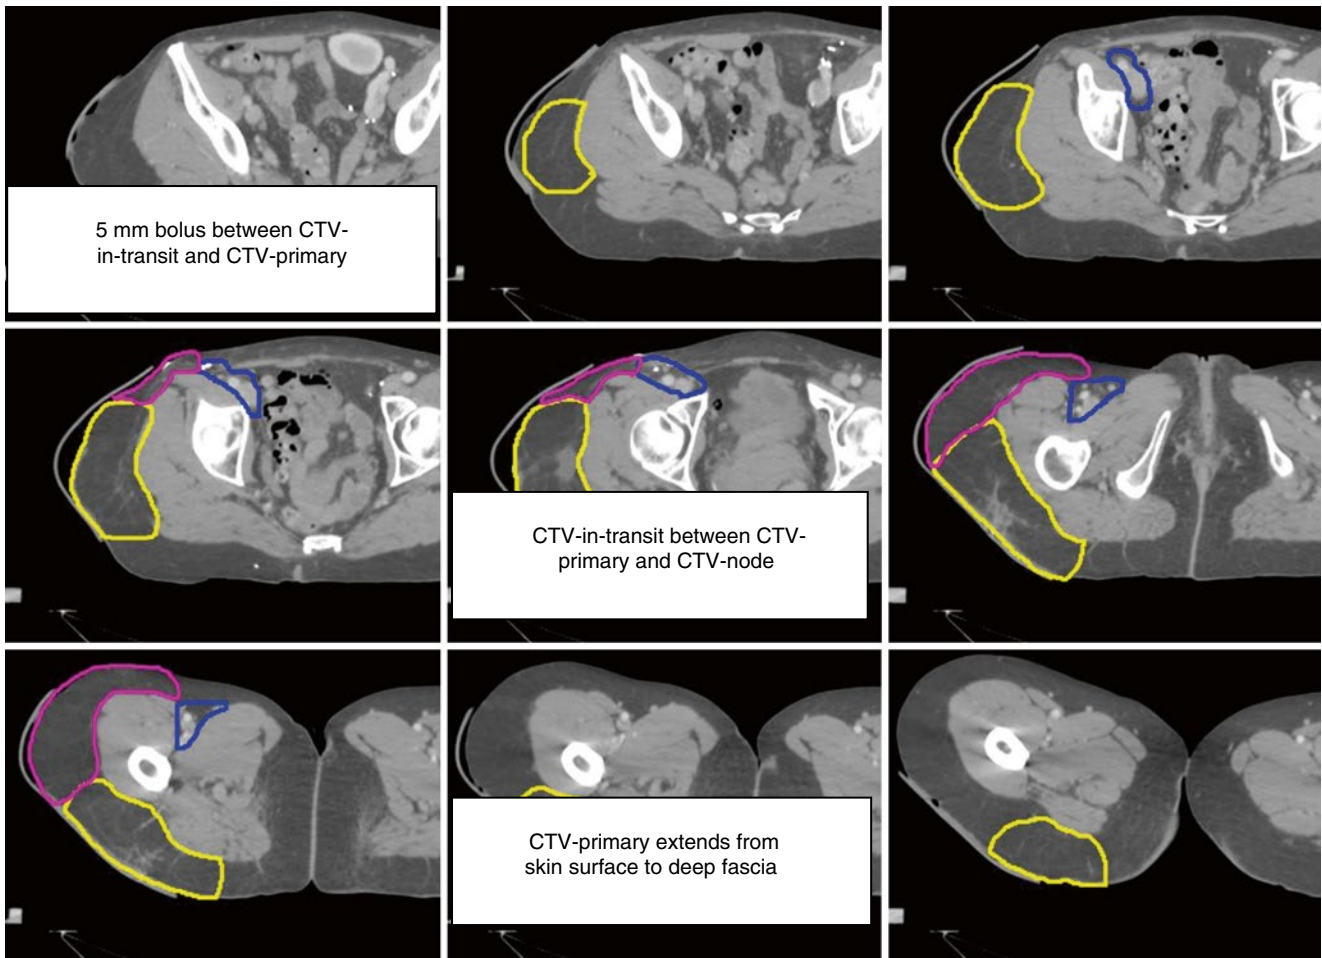 5 mm bolus between CTV-
in-transit and CTV-primary
CTV-in-transit between CTV-
primary and CTV-node
CTV-primary extends from
skin surface to deep fascia